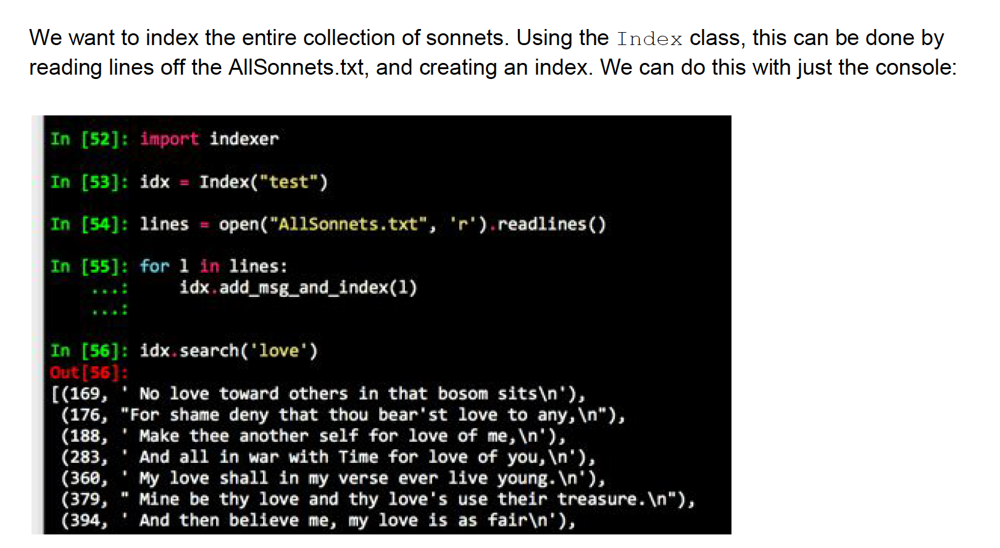 We want to index the entire collection of sonnets. Using the Index class, this can be done by
reading lines off the AllSonnets.txt, and creating an index. We can do this with just the console:
In [52]: import indexer
In [53]: idx = Index("test")
In [54]: lines = open("AllSonnets.txt", 'r').readlines()
In [55]: for l in lines:
...:     idx.add_msg_and_index(l)
...:
In [56]: idx.search('love')
Out[56]:
[(169, ' No love toward others in that bosom sits\n'),
(176, "For shame deny that thou bear'st love to any,\n"),
(188, ' Make thee another self for love of me,\n'),
(283, ' And all in war with Time for love of you,\n'),
(360, ' My love shall in my verse ever live young.\n'),
(379, " Mine be thy love and thy love's use their treasure.\n"),
(394, ' And then believe me, my love is as fair\n'),